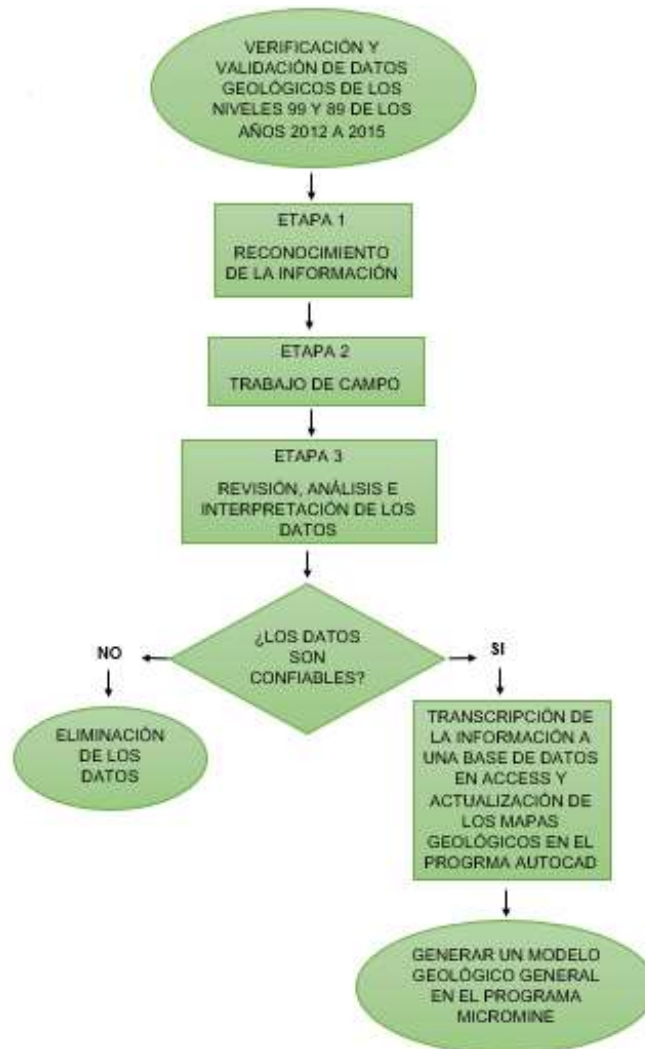 VERIFICACIÓN Y
VALIDACIÓN DE DATOS
GEOLÓGICOS DE LOS
NIVELES 99 Y 89 DE LOS
AÑOS 2012 A 2015
ETAPA 1
RECONOCIMIENTO
DE LA INFORMACIÓN
ETAPA 2
TRABAJO DE CAMPO
ETAPA 3
REVISIÓN, ANÁLISIS E
INTERPRETACIÓN DE LOS
DATOS
¿LOS DATOS
SON
CONFIABLES?
NO
SI
ELIMINACIÓN
DE LOS
DATOS
TRANSCRIPCIÓN DE
LA INFORMACIÓN A
UNA BASE DE DATOS
EN ACCESS Y
ACTUALIZACIÓN DE
LOS MAPAS
GEOLÓGICOS EN EL
PROGRMA AUTOCAD
GENERAR UN MODELO
GEOLÓGICO GENERAL
EN EL PROGRAMA
MICROMINE